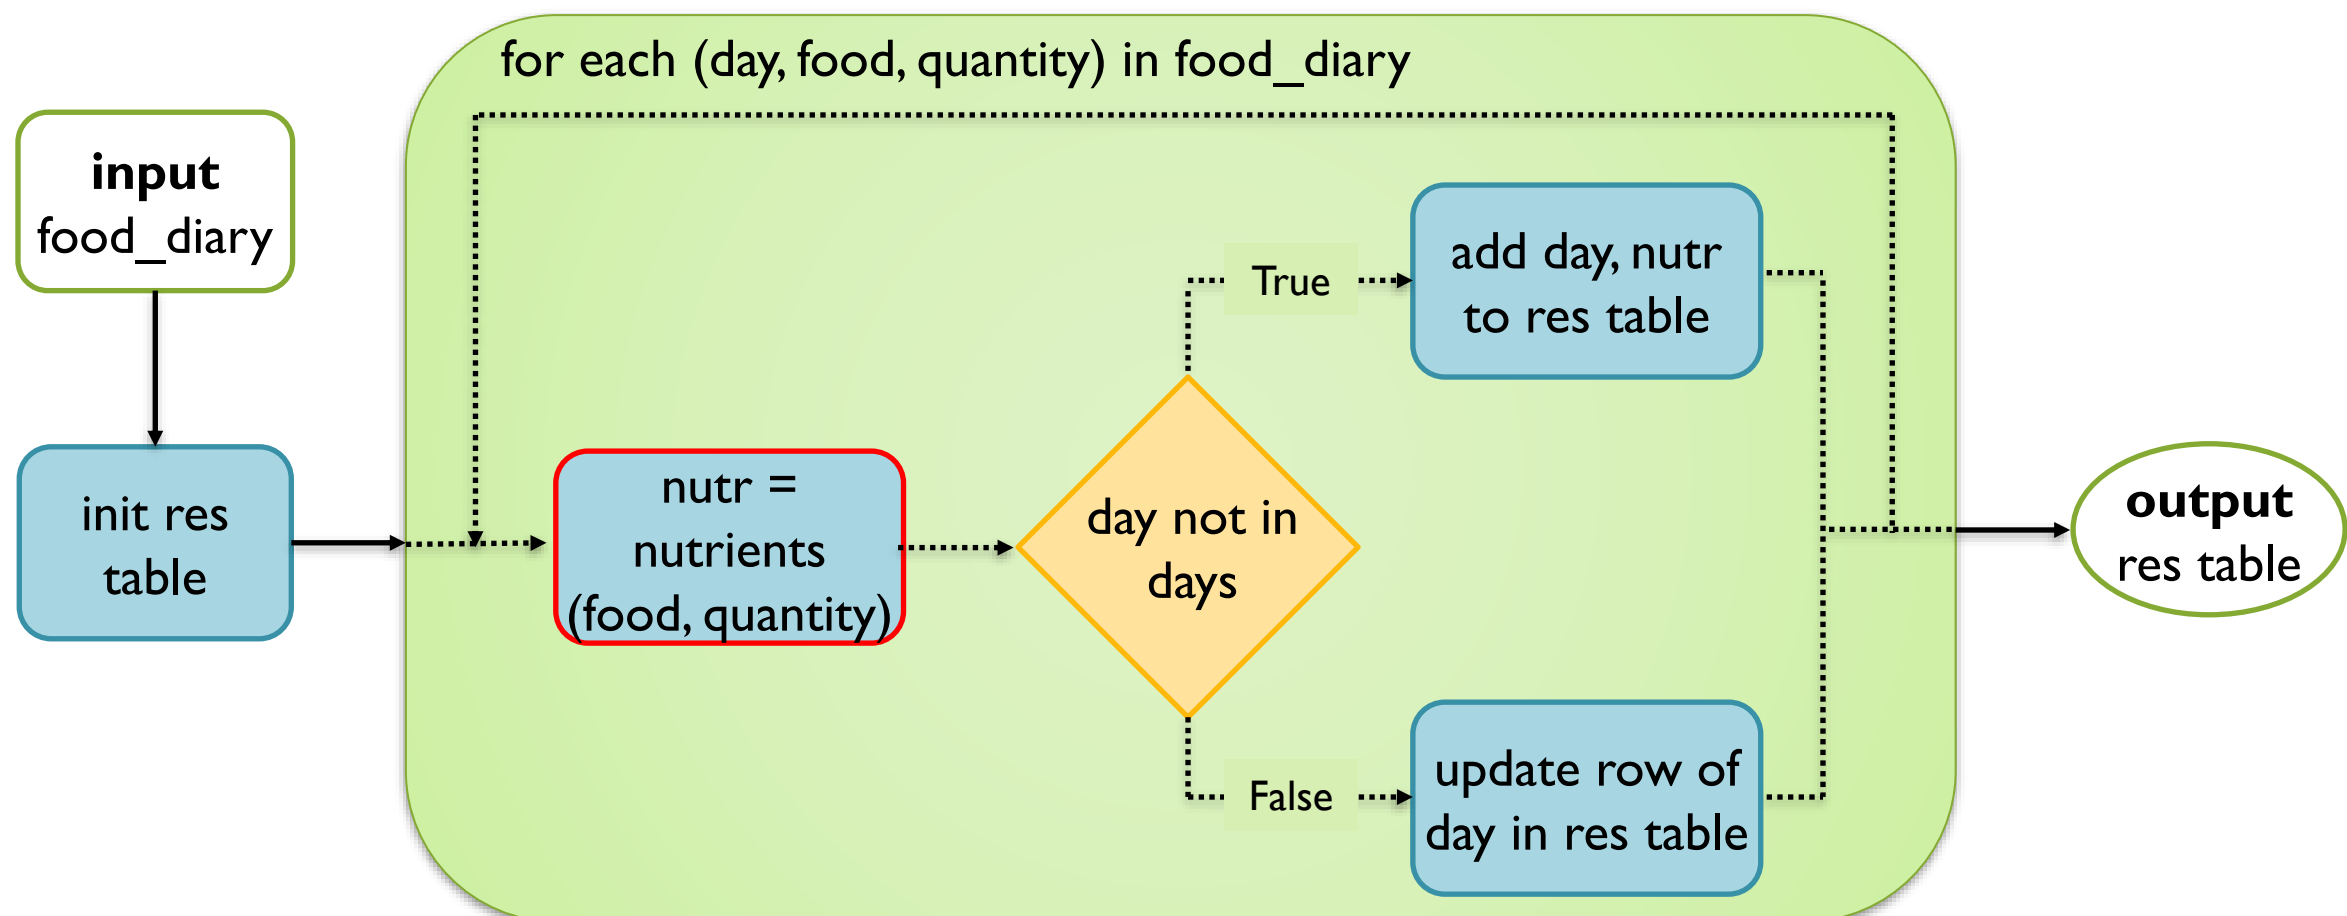 for each (day, food, quantity) in food_diary
input
food_diary
init res
table
nutr =
nutrients
(food, quantity)
day not in
days
True
add day, nutr
to res table
False
update row of
day in res table
output
res table